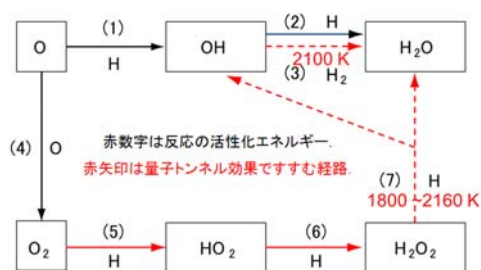 (1)
(2) H
O
OH
H₂O
H
2100 K
(3) H₂
(4) O
赤数字は反応の活性化エネルギー.
赤矢印は量子トンネル効果ですすむ経路.
(7) H
1800 ~2160 K
(5)
(6)
O₂
HO₂
H₂O₂
H
H